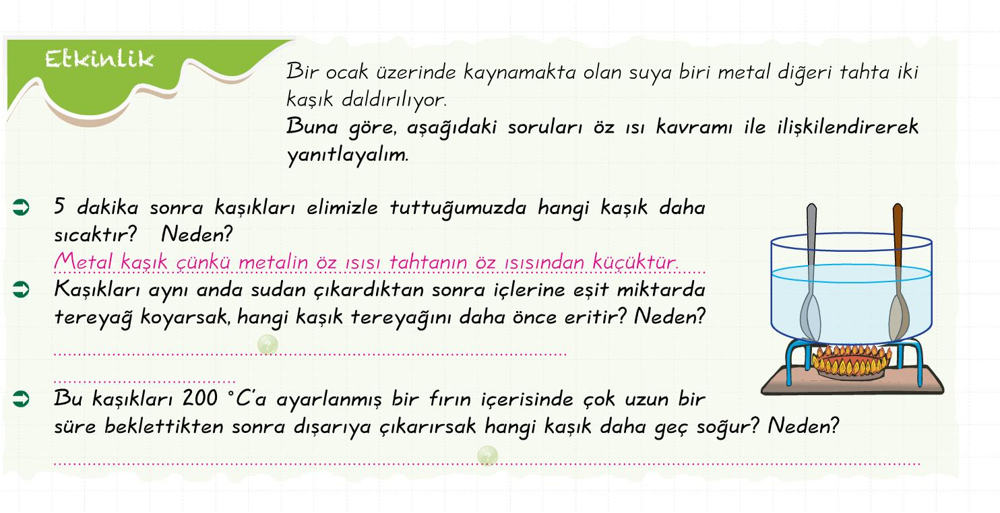 Etkinlik
Bir ocak üzerinde kaynamakta olan suya biri metal diğeri tahta iki
kaşık daldırılıyor.
Buna göre, aşağıdaki soruları öz ısı kavramı ile ilişkilendirerek
yanıtlayalım.
5 dakika sonra kaşıkları elimizle tuttuğumuzda hangi kaşık daha
sıcaktır? Neden?
Metal kaşık çünkü metalin öz ısısı tahtanın öz ısısından küçüktür.
Kaşıkları aynı anda sudan çıkardıktan sonra içlerine eşit miktarda
tereyağ koyarsak, hangi kaşık tereyağını daha önce eritir? Neden?
?
Bu kaşıkları 200 °C'a ayarlanmış bir fırın içerisinde çok uzun bir
süre beklettikten sonra dışarıya çıkarırsak hangi kaşık daha geç soğur? Neden?
?